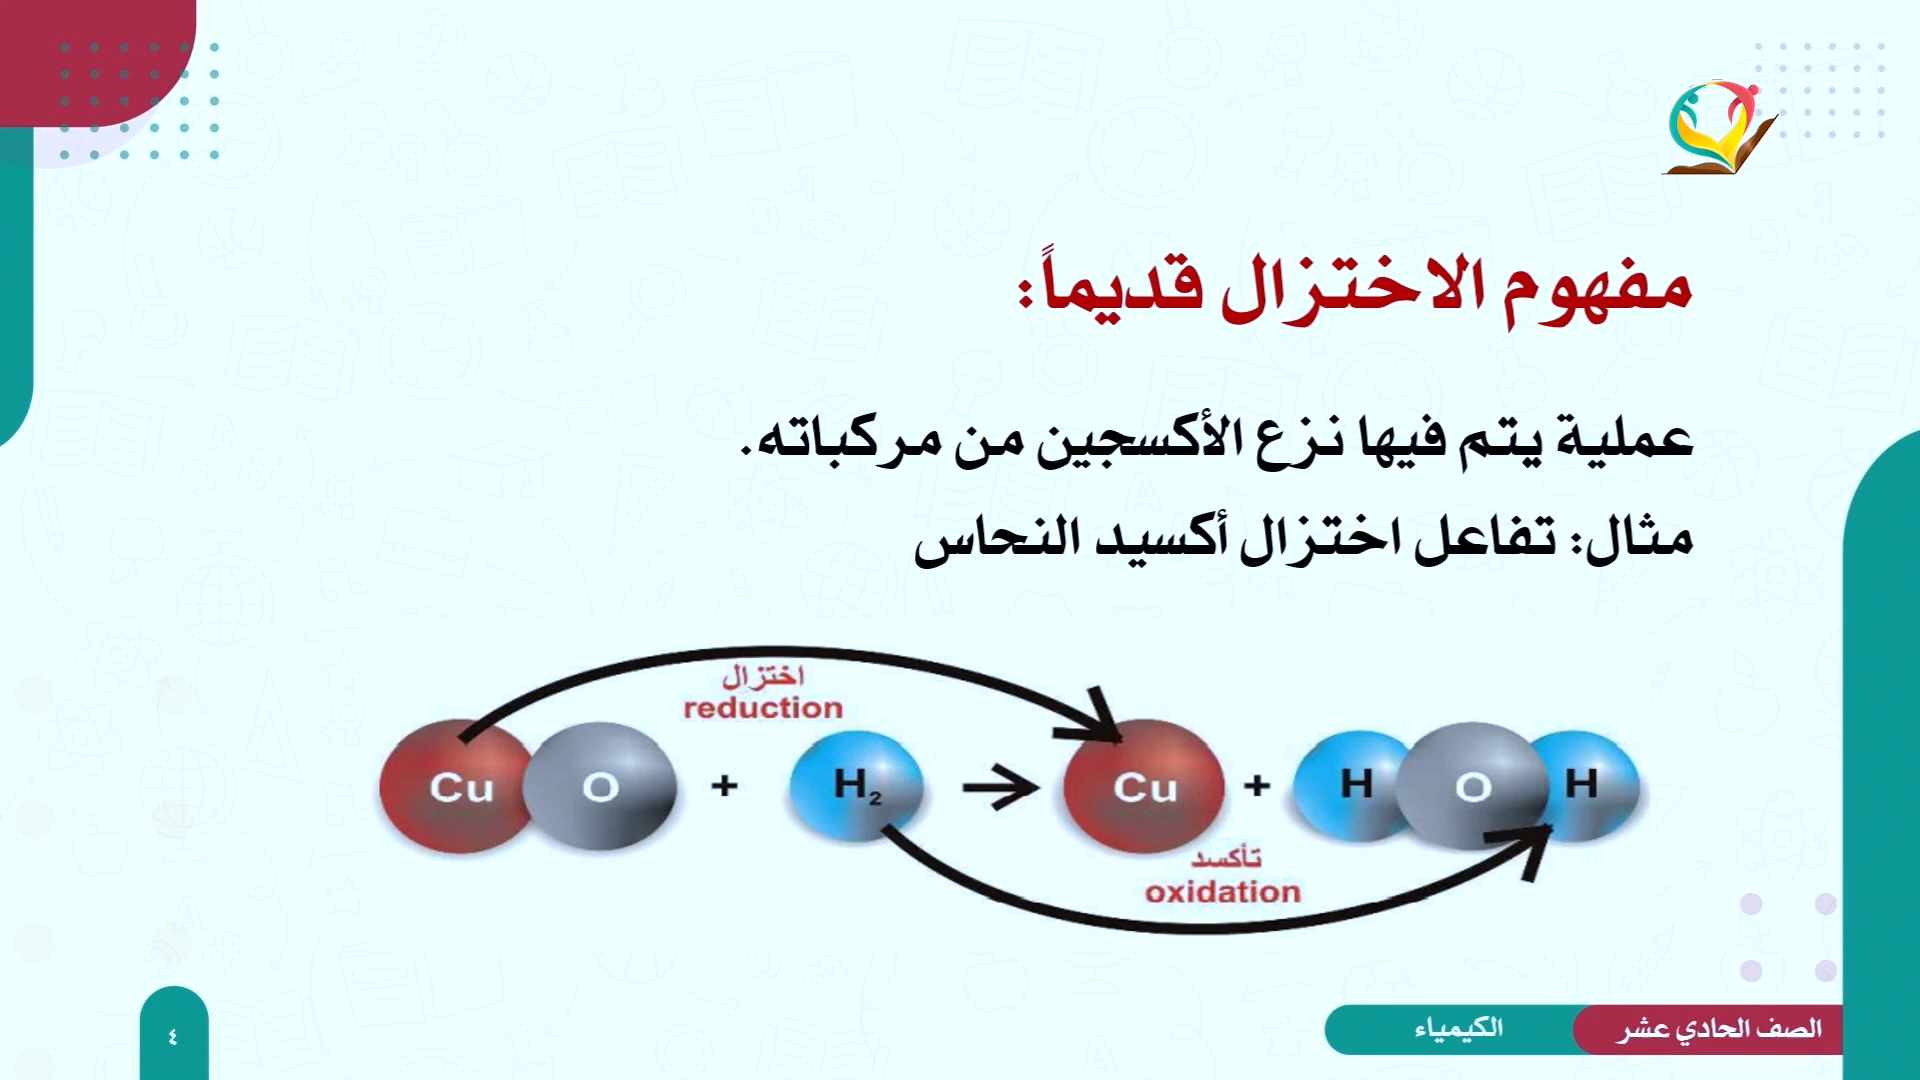 مفهوم الاختزال قديماً:
عملية يتم فيها نزع الأكسجين من مركباته.
مثال: تفاعل اختزال أكسيد النحاس
اختزال
reduction
Cu O + H₂ → Cu + H O H
تأكسد
oxidation
الصف الحادي عشر الكيمياء
٤